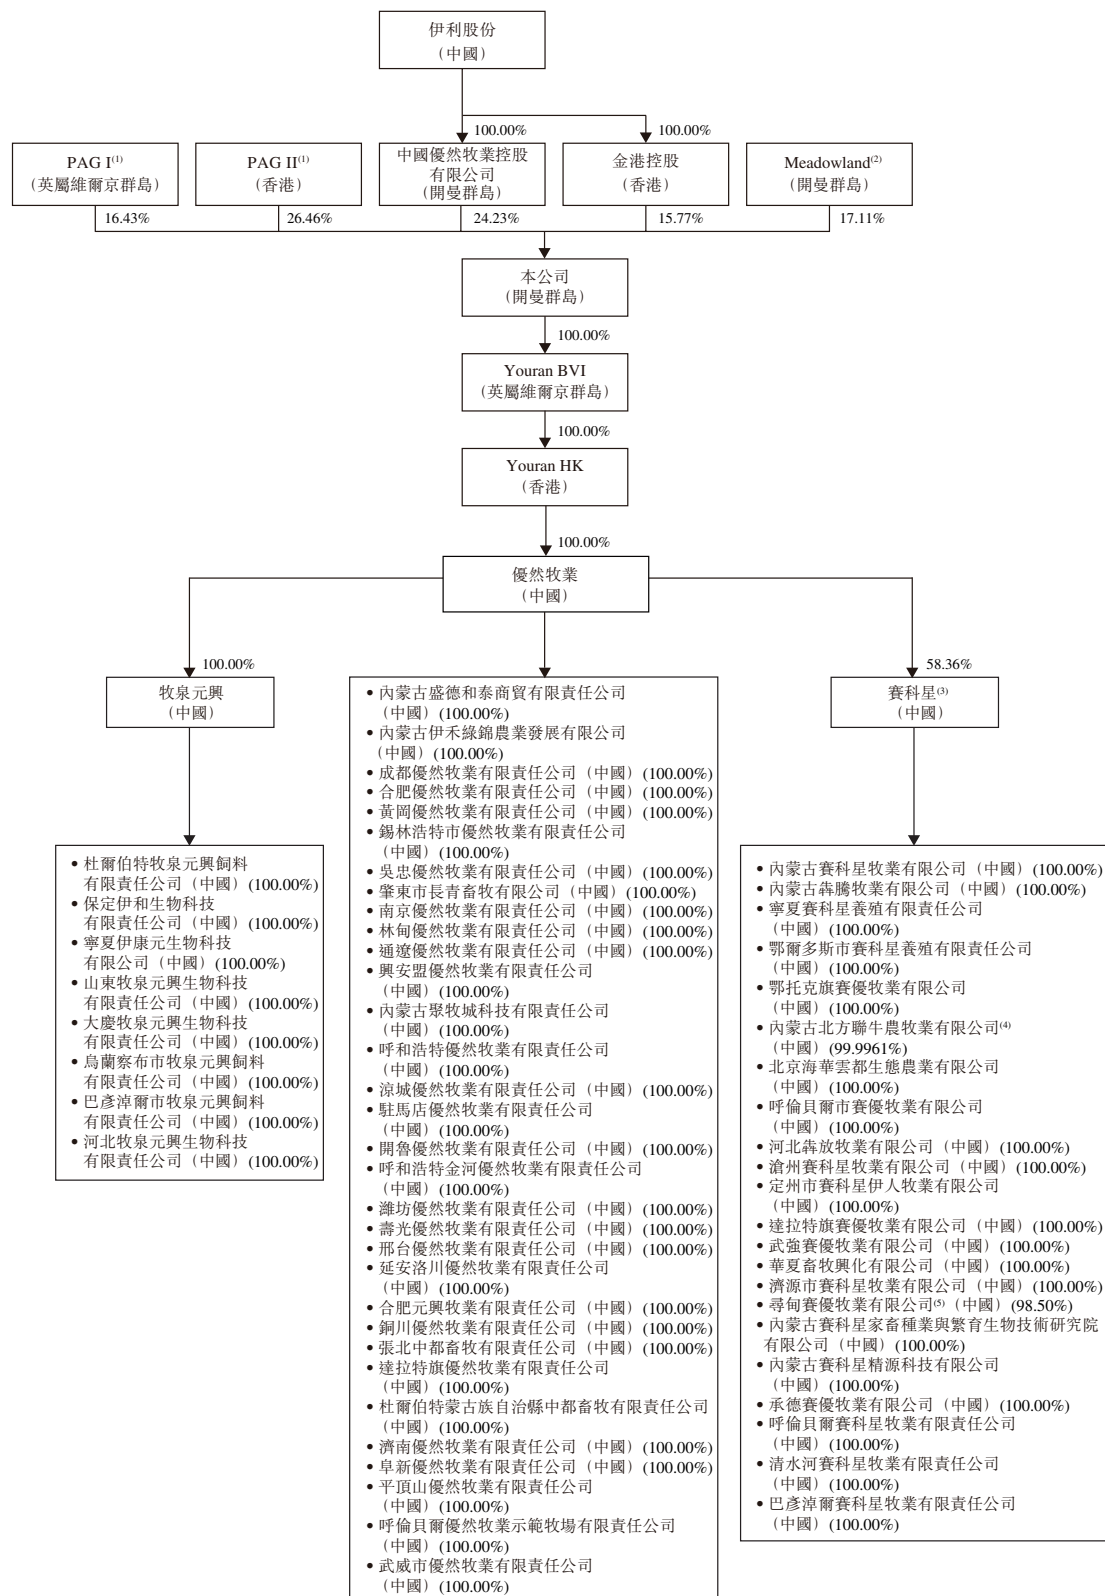 伊利股份
（中國）
100.00%
100.00%
PAG I(1)
（英屬維爾京群島）
PAG II(1)
（香港）
中國優然牧業控股
有限公司
（開曼群島）
金港控股
（香港）
Meadowland(2)
（開曼群島）
16.43%
26.46%
24.23%
15.77%
17.11%
本公司
（開曼群島）
100.00%
Youran BVI
（英屬維爾京群島）
100.00%
Youran HK
（香港）
100.00%
優然牧業
（中國）
100.00%
58.36%
牧泉元興
（中國）
• 杜爾伯特牧泉元興飼料
有限責任公司（中國）(100.00%)
• 保定伊和生物科技
有限責任公司（中國）(100.00%)
• 寧夏伊康元生物科技
有限公司（中國）(100.00%)
• 山東牧泉元興生物科技
有限責任公司（中國）(100.00%)
• 大慶牧泉元興生物科技
有限責任公司（中國）(100.00%)
• 烏蘭察布市牧泉元興飼料
有限責任公司（中國）(100.00%)
• 巴彥淖爾市牧泉元興飼料
有限責任公司（中國）(100.00%)
• 河北牧泉元興生物科技
有限責任公司（中國）(100.00%)
• 內蒙古盛德和泰商貿有限責任公司
（中國）(100.00%)
• 內蒙古伊禾綠錦農業發展有限公司
（中國）(100.00%)
• 成都優然牧業有限責任公司（中國）(100.00%)
• 合肥優然牧業有限責任公司（中國）(100.00%)
• 黃岡優然牧業有限責任公司（中國）(100.00%)
• 錫林浩特市優然牧業有限責任公司
（中國）(100.00%)
• 吳忠優然牧業有限責任公司（中國）(100.00%)
• 肇東市長青畜牧有限公司（中國）(100.00%)
• 南京優然牧業有限責任公司（中國）(100.00%)
• 林甸優然牧業有限責任公司（中國）(100.00%)
• 通遼優然牧業有限責任公司（中國）(100.00%)
• 興安盟優然牧業有限責任公司
（中國）(100.00%)
• 內蒙古聚牧城科技有限責任公司
（中國）(100.00%)
• 呼和浩特優然牧業有限責任公司
（中國）(100.00%)
• 涼城優然牧業有限責任公司（中國）(100.00%)
• 駐馬店優然牧業有限責任公司
（中國）(100.00%)
• 開魯優然牧業有限責任公司（中國）(100.00%)
• 呼和浩特金河優然牧業有限責任公司
（中國）(100.00%)
• 濰坊優然牧業有限責任公司（中國）(100.00%)
• 壽光優然牧業有限責任公司（中國）(100.00%)
• 邢台優然牧業有限責任公司（中國）(100.00%)
• 延安洛川優然牧業有限責任公司
（中國）(100.00%)
• 合肥元興牧業有限責任公司（中國）(100.00%)
• 銅川優然牧業有限責任公司（中國）(100.00%)
• 張北中都畜牧有限責任公司（中國）(100.00%)
• 達拉特旗優然牧業有限責任公司
（中國）(100.00%)
• 杜爾伯特蒙古族自治縣中都畜牧有限責任公司
（中國）(100.00%)
• 濟南優然牧業有限責任公司（中國）(100.00%)
• 阜新優然牧業有限責任公司（中國）(100.00%)
• 平頂山優然牧業有限責任公司
（中國）(100.00%)
• 呼倫貝爾優然牧業示範牧場有限責任公司
（中國）(100.00%)
• 武威市優然牧業有限責任公司
（中國）(100.00%)
賽科星(3)
（中國）
• 內蒙古賽科星牧業有限公司（中國）(100.00%)
• 內蒙古犇騰牧業有限公司（中國）(100.00%)
• 寧夏賽科星養殖有限責任公司
（中國）(100.00%)
• 鄂爾多斯市賽科星養殖有限責任公司
（中國）(100.00%)
• 鄂托克旗賽優牧業有限公司
（中國）(100.00%)
• 內蒙古北方聯牛農牧業有限公司(4)
（中國）(99.9961%)
• 北京海華雲都生態農業有限公司
（中國）(100.00%)
• 呼倫貝爾市賽優牧業有限公司
（中國）(100.00%)
• 河北犇放牧業有限公司（中國）(100.00%)
• 滄州賽科星牧業有限公司（中國）(100.00%)
• 定州市賽科星伊人牧業有限公司
（中國）(100.00%)
• 達拉特旗賽優牧業有限公司（中國）(100.00%)
• 武強賽優牧業有限公司（中國）(100.00%)
• 華夏畜牧興化有限公司（中國）(100.00%)
• 濟源市賽科星牧業有限公司（中國）(100.00%)
• 尋甸賽優牧業有限公司(5)（中國）(98.50%)
• 內蒙古賽科星家畜種業與繁育生物技術研究院
有限公司（中國）(100.00%)
• 內蒙古賽科星精源科技有限公司
（中國）(100.00%)
• 承德賽優牧業有限公司（中國）(100.00%)
• 呼倫貝爾賽科星牧業有限責任公司
（中國）(100.00%)
• 清水河賽科星牧業有限責任公司
（中國）(100.00%)
• 巴彥淖爾賽科星牧業有限責任公司
（中國）(100.00%)